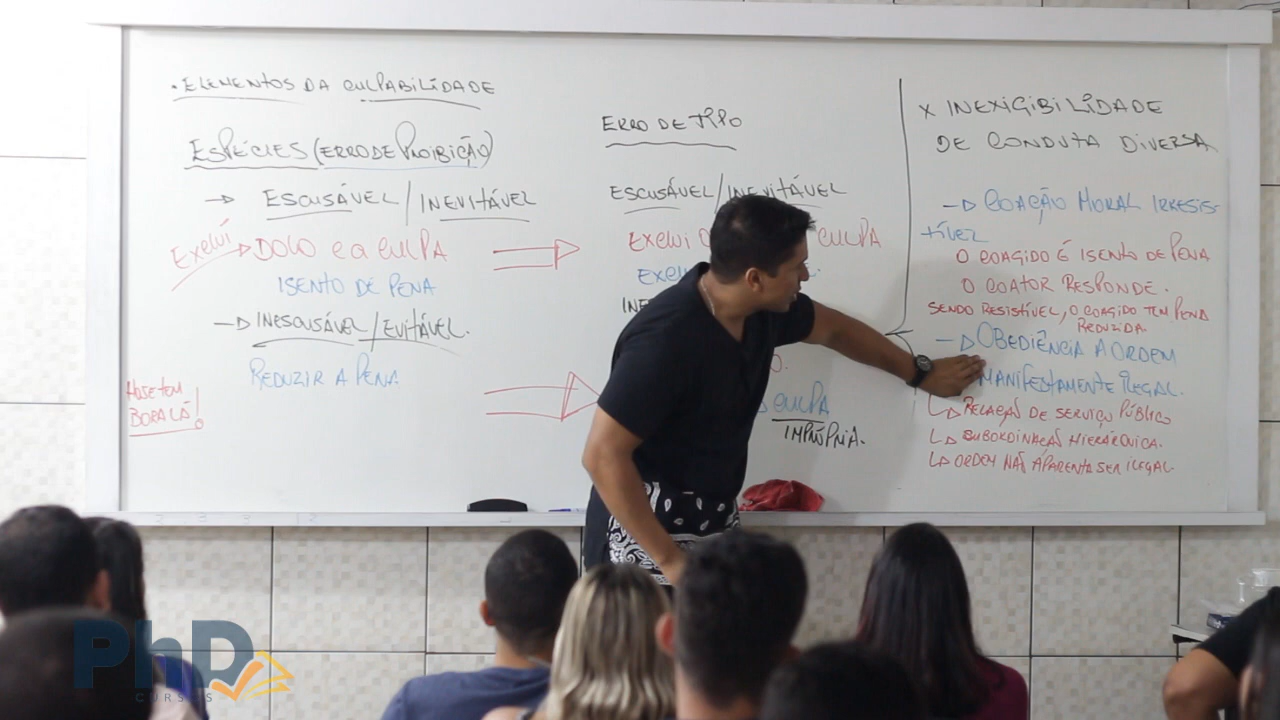 . ELEMENTOS DA CULPABILIDADE
ESPÉCIES (ERRO DE PROIBIÇÃO)
→ ESCUSÁVEL / INEVITÁVEL
EXCLUI DOLO E A CULPA
ISENTO DE PENA
→ INESCUSÁVEL / EVITÁVEL.
REDUZIR A PENA
HOJE TEM
BORA LÁ!
ERRO DE TIPO
ESCUSÁVEL / INEVITÁVEL
EXCLUI CULPA
CULPA
IMPRÓPRIA.
X INEXIGIBILIDADE
DE CONDUTA DIVERSA
→ COAÇÃO MORAL IRRESIS-
TÍVEL
O COAGIDO É ISENTO DE PENA
O COATOR RESPONDE.
SENDO RESISTÍVEL, O COAGIDO TEM PENA
REDUZIDA.
→ OBEDIÊNCIA A ORDEM
MANIFESTAMENTE ILEGAL.
↳ RELAÇÃO DE SERVIÇO PÚBLICO
↳ SUBORDINAÇÃO HIERÁRQUICA.
↳ ORDEM NÃO APARENTA SER ILEGAL.
PhD
CURSOS